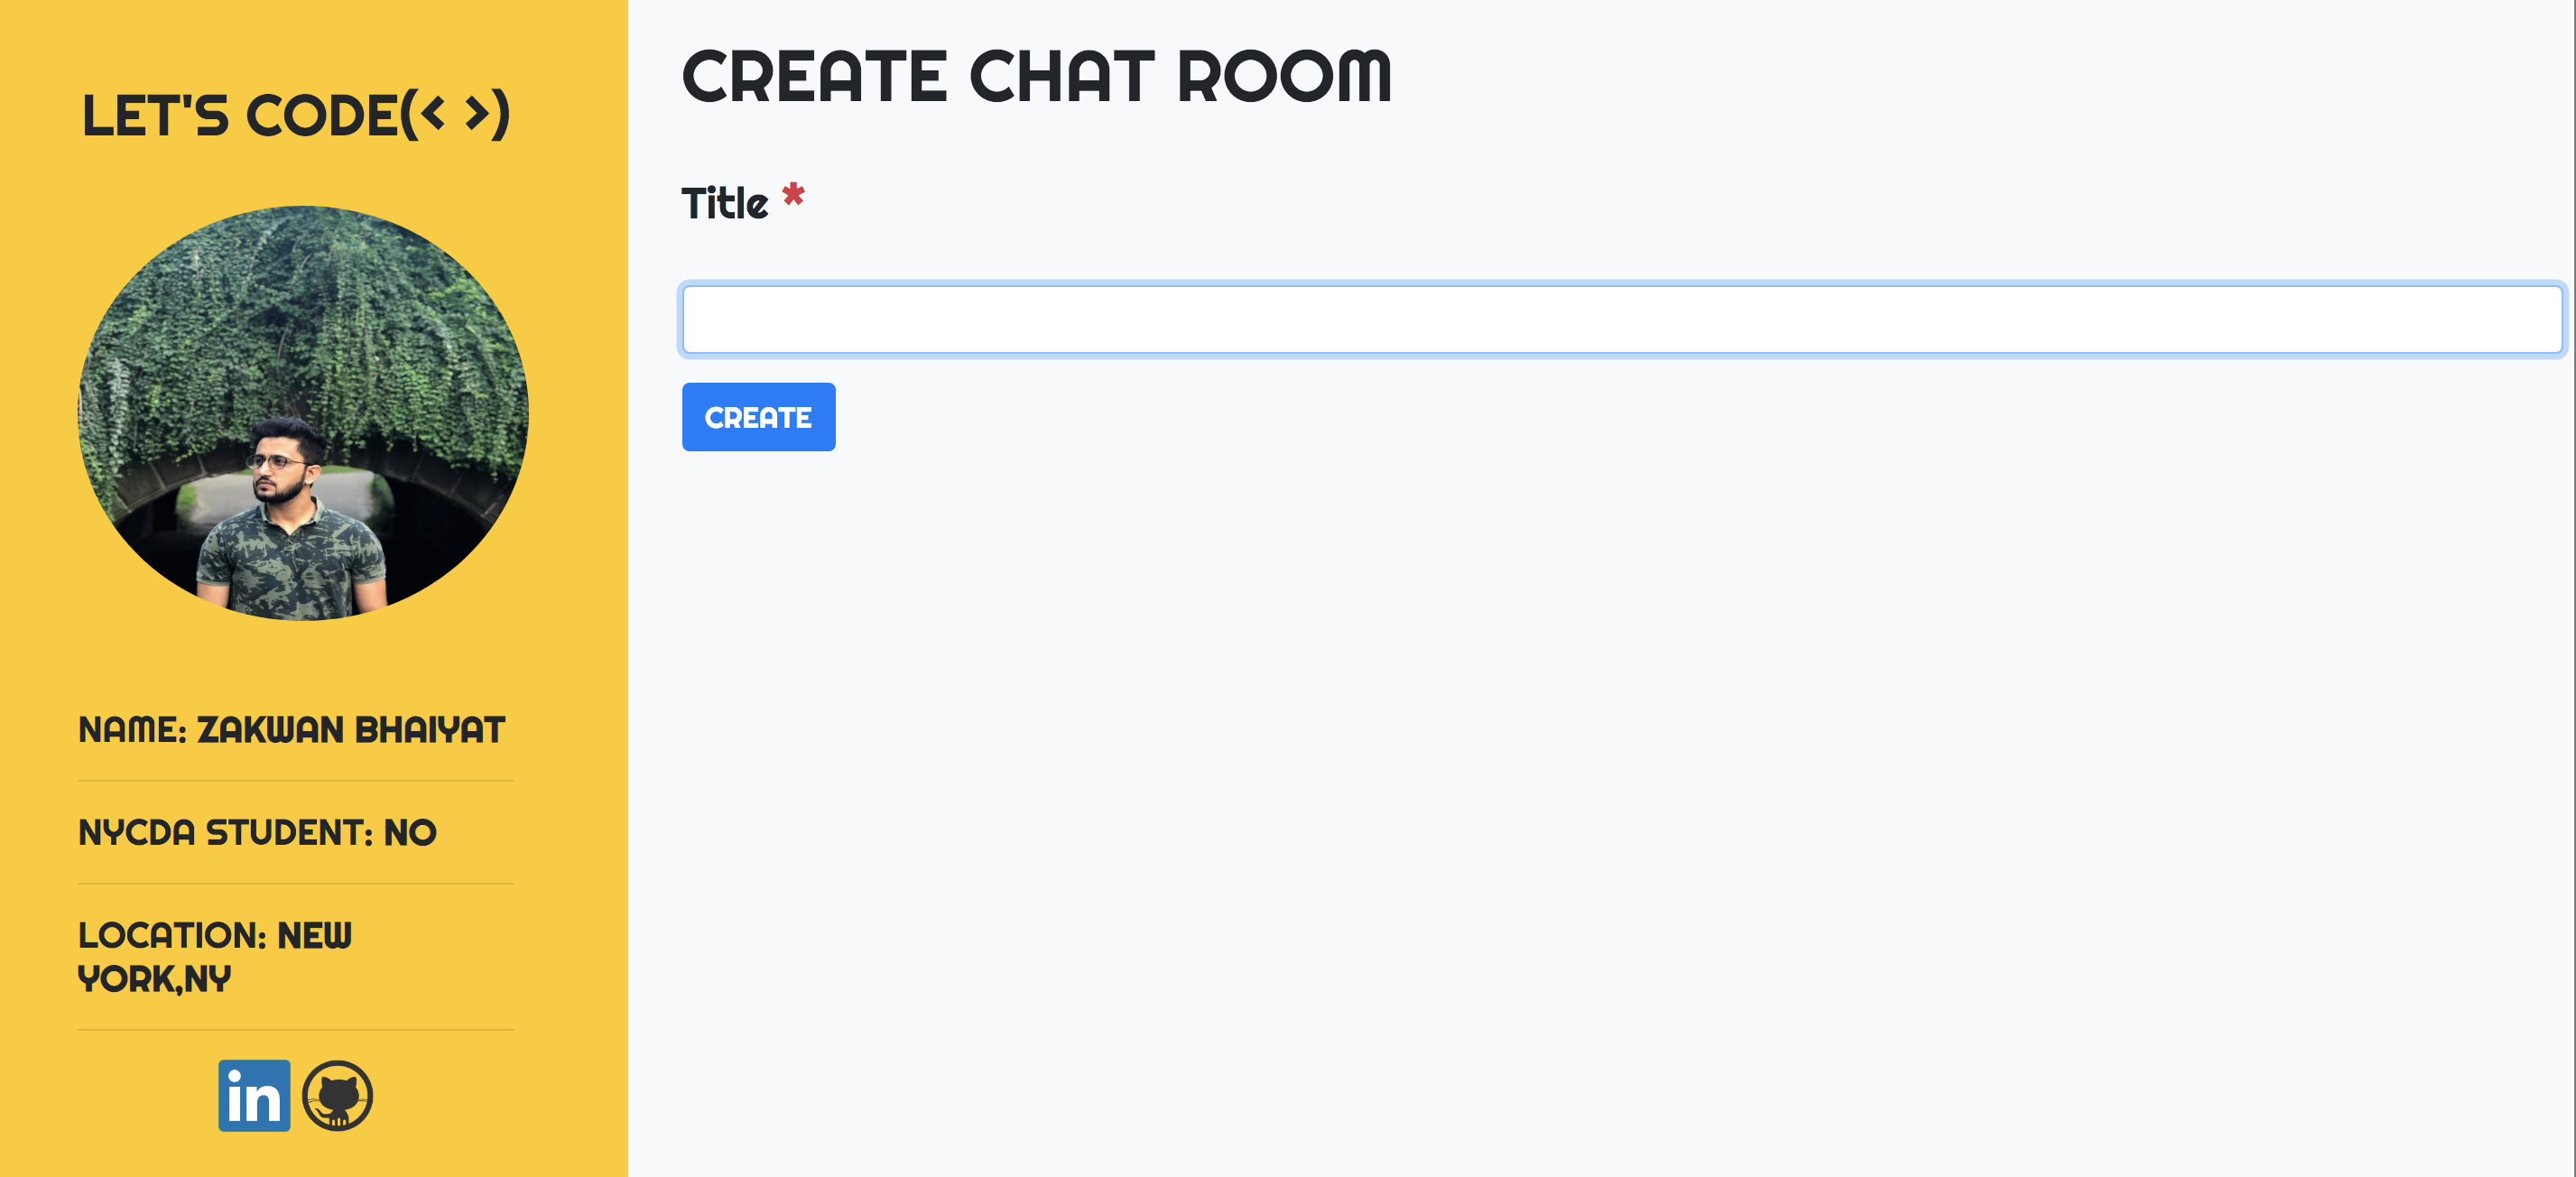 LET'S CODE(< >)
NAME: ZAKWAN BHAIYAT
NYCDA STUDENT: NO
LOCATION: NEW
YORK,NY
in
CREATE CHAT ROOM
Title *
CREATE